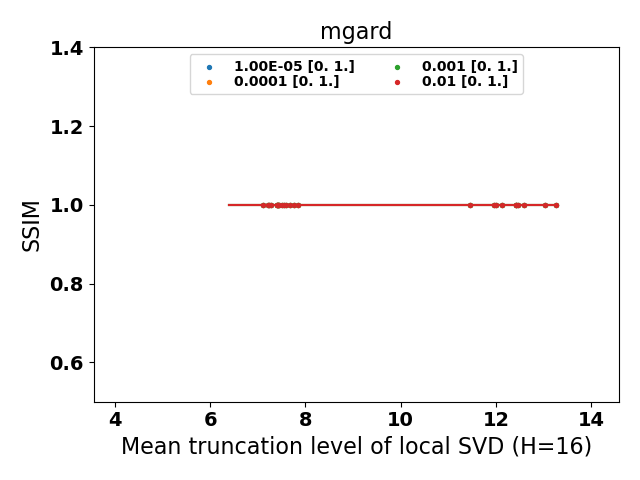 mgard
1.4
1.00E-05 [0. 1.] 0.001 [0. 1.]
0.0001 [0. 1.] 0.01 [0. 1.]
1.2
1.0
0.8
0.6
SSIM
4 6 8 10 12 14
Mean truncation level of local SVD (H=16)